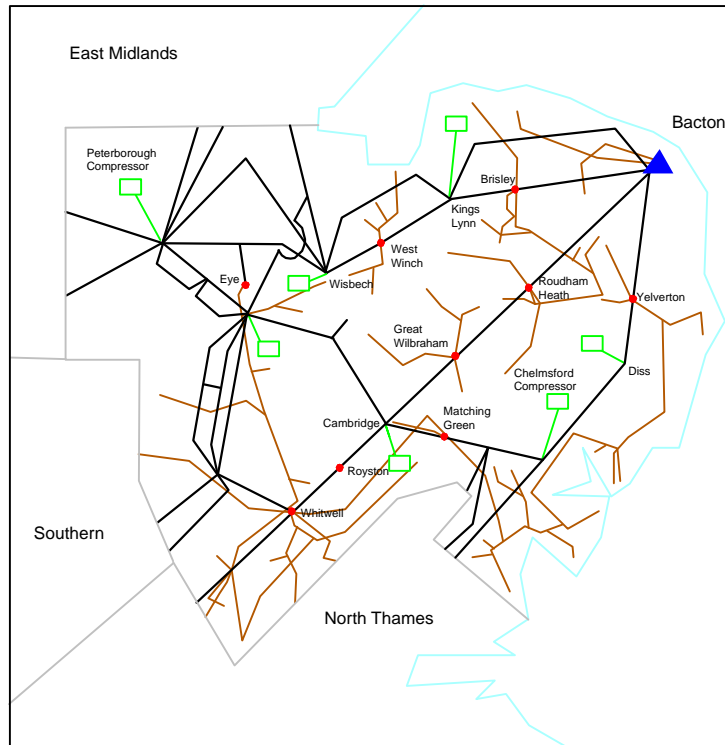 East Midlands
Bacton
Peterborough
Compressor
Brisley
Kings
Lynn
West
Winch
Eye
Wisbech
Roudham
Heath
Yelverton
Great
Wilbraham
Diss
Chelmsford
Compressor
Cambridge
Matching
Green
Royston
Whitwell
Southern
North Thames